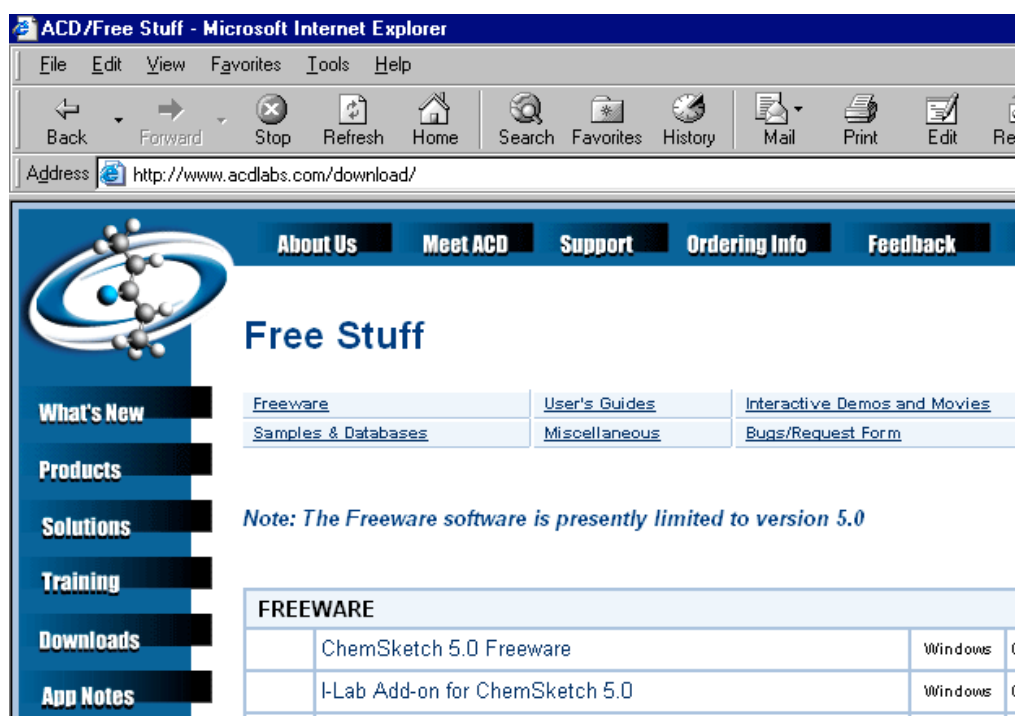 ACD/Free Stuff - Microsoft Internet Explorer
File Edit View Favorites Tools Help
Back Forward Stop Refresh Home Search Favorites History Mail Print Edit
Address http://www.acdlabs.com/download/
About Us Meet ACD Support Ordering Info Feedback
Free Stuff
What's New
Freeware User's Guides Interactive Demos and Movies
Samples & Databases Miscellaneous Bugs/Request Form
Products
Solutions
Note: The Freeware software is presently limited to version 5.0
Training
FREEWARE
Downloads
ChemSketch 5.0 Freeware Windows
App Notes
I-Lab Add-on for ChemSketch 5.0 Windows